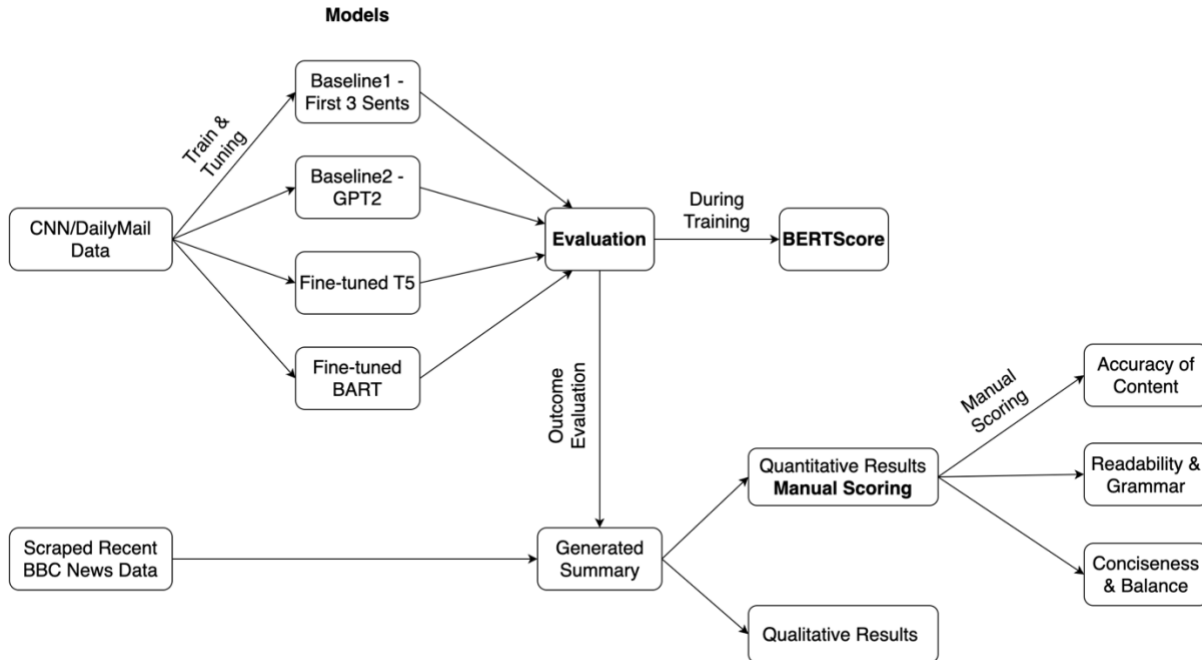 Models
Baseline1 -
First 3 Sents
Train &
Tuning
Baseline2 -
GPT2
CNN/DailyMail
Data
Fine-tuned T5
Fine-tuned
BART
Evaluation
During
Training
BERTScore
Outcome
Evaluation
Scraped Recent
BBC News Data
Generated
Summary
Quantitative Results
Manual Scoring
Qualitative Results
Manual
Scoring
Accuracy of
Content
Readability &
Grammar
Conciseness
& Balance